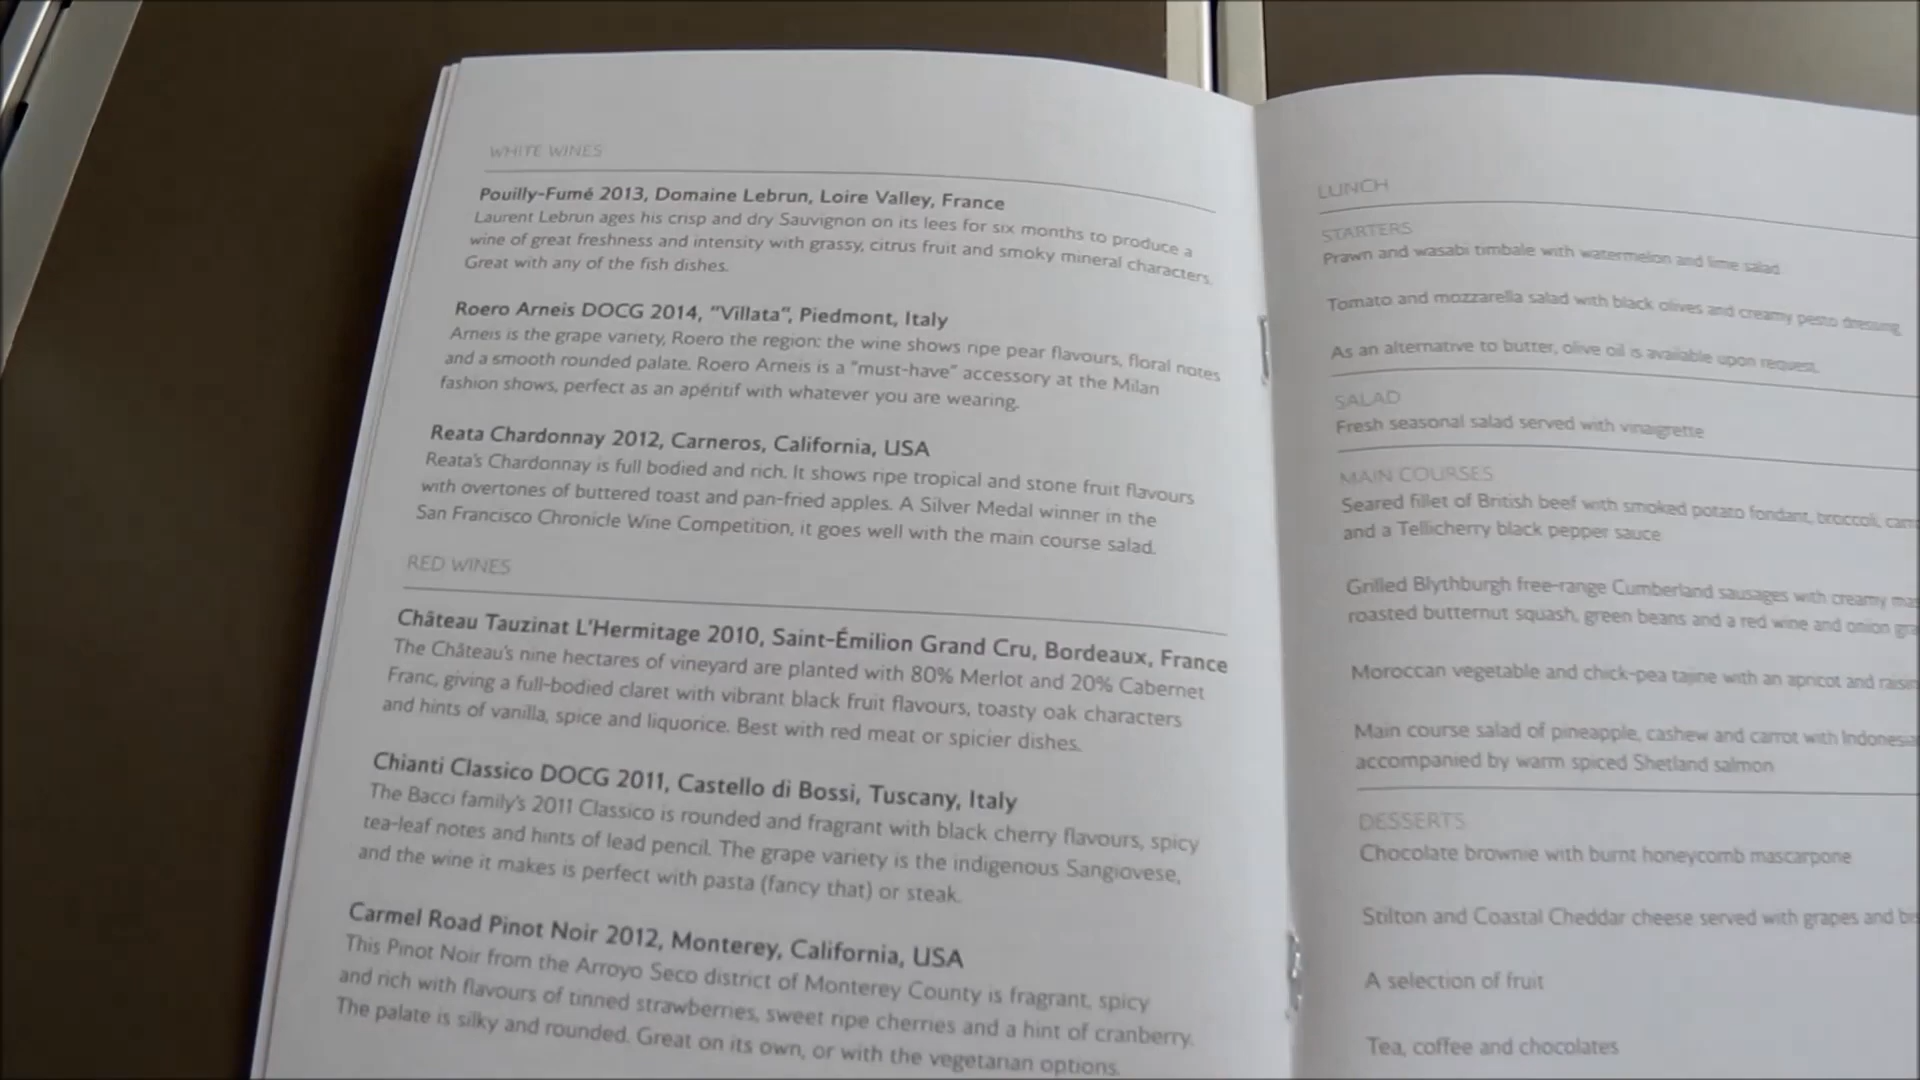 WHITE WINES
Pouilly-Fumé 2013, Domaine Lebrun, Loire Valley, France
Laurent Lebrun ages his crisp and dry Sauvignon on its lees for six months to produce a
wine of great freshness and intensity with grassy, citrus fruit and smoky mineral characters.
Great with any of the fish dishes.
Roero Arneis DOCG 2014, "Villata", Piedmont, Italy
Arneis is the grape variety, Roero the region: the wine shows ripe pear flavours, floral notes
and a smooth rounded palate. Roero Arneis is a "must-have" accessory at the Milan
fashion shows, perfect as an apéritif with whatever you are wearing.
Reata Chardonnay 2012, Carneros, California, USA
Reata's Chardonnay is full bodied and rich. It shows ripe tropical and stone fruit flavours
with overtones of buttered toast and pan-fried apples. A Silver Medal winner in the
San Francisco Chronicle Wine Competition, it goes well with the main course salad.
RED WINES
Château Tauzinat L'Hermitage 2010, Saint-Émilion Grand Cru, Bordeaux, France
The Château's nine hectares of vineyard are planted with 80% Merlot and 20% Cabernet
Franc, giving a full-bodied claret with vibrant black fruit flavours, toasty oak characters
and hints of vanilla, spice and liquorice. Best with red meat or spicier dishes.
Chianti Classico DOCG 2011, Castello di Bossi, Tuscany, Italy
The Bacci family's 2011 Classico is rounded and fragrant with black cherry flavours, spicy
tea-leaf notes and hints of lead pencil. The grape variety is the indigenous Sangiovese,
and the wine it makes is perfect with pasta (fancy that) or steak.
Carmel Road Pinot Noir 2012, Monterey, California, USA
This Pinot Noir from the Arroyo Seco district of Monterey County is fragrant, spicy
and rich with flavours of tinned strawberries, sweet ripe cherries and a hint of cranberry.
The palate is silky and rounded. Great on its own, or with the vegetarian options.
LUNCH
STARTERS
Prawn and wasabi timbale with watermelon and lime salad
Tomato and mozzarella salad with black olives and creamy pesto dressing
As an alternative to butter, olive oil is available upon request.
SALAD
Fresh seasonal salad served with vinaigrette
MAIN COURSES
Seared fillet of British beef with smoked potato fondant, broccoli,
and a Tellicherry black pepper sauce
Grilled Blythburgh free-range Cumberland sausages with creamy
roasted butternut squash, green beans and a red wine and onion
Moroccan vegetable and chick-pea tajine with an apricot and
Main course salad of pineapple, cashew and carrot with
accompanied by warm spiced Shetland salmon
DESSERTS
Chocolate brownie with burnt honeycomb mascarpone
Stilton and Coastal Cheddar cheese served with grapes and
A selection of fruit
Tea, coffee and chocolates